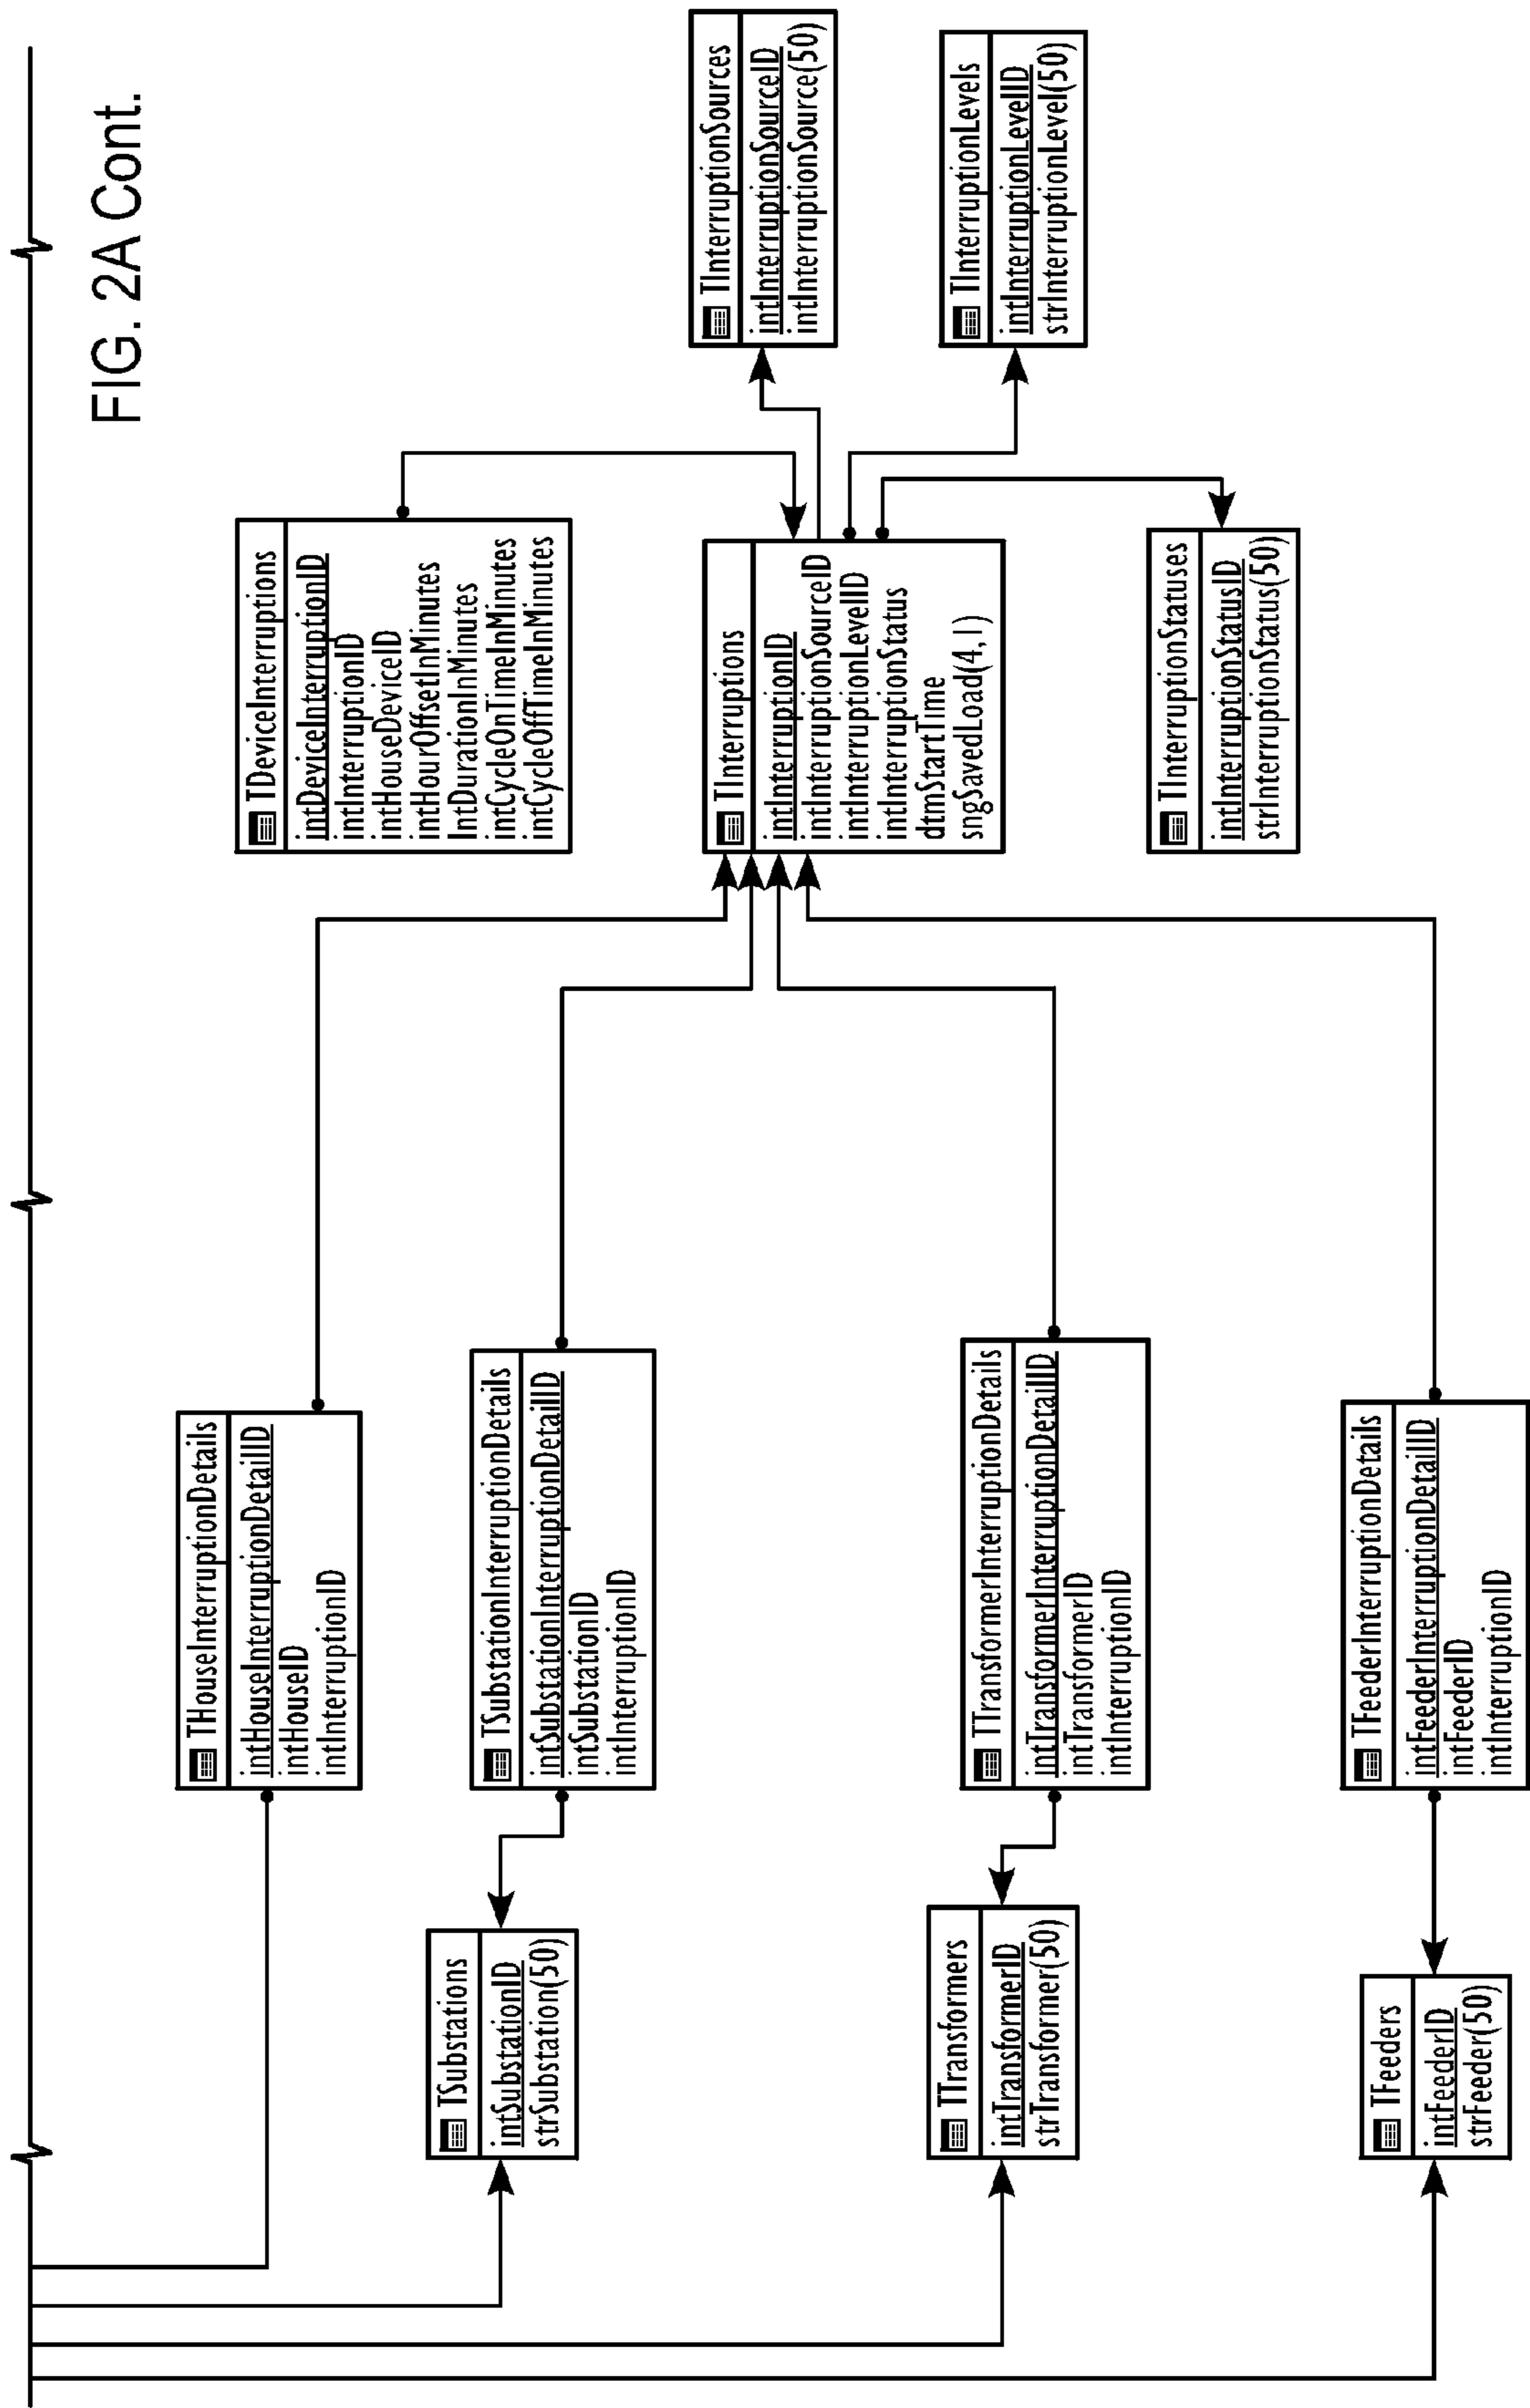 FIG. 2A Cont.
THouseInterruptionDetails
intHouseInterruptionDetailID
intHouseID
intInterruptionID
TSubstations
intSubstationID
strSubstation(50)
TSubstationInterruptionDetails
intSubstationInterruptionDetailID
intSubstationID
intInterruptionID
TTransformers
intTransformerID
strTransformer(50)
TTransformerInterruptionDetails
intTransformerInterruptionDetailID
intTransformerID
intInterruptionID
TFeeders
intFeederID
strFeeder(50)
TFeederInterruptionDetails
intFeederInterruptionDetailID
intFeederID
intInterruptionID
TDeviceInterruptions
intDeviceInterruptionID
intInterruptionID
intHouseDeviceID
intHourOffsetInMinutes
IntDurationInMinutes
intCycleOnTimeInMinutes
intCycleOffTimeInMinutes
TInterruptions
intInterruptionID
intInterruptionSourceID
intInterruptionLevelID
intInterruptionStatus
dtmStartTime
sngSavedLoad(4,1)
TInterruptionStatuses
intInterruptionStatusID
strInterruptionStatus(50)
TInterruptionSources
intInterruptionSourceID
intInterruptionSource(50)
TInterruptionLevels
intInterruptionLevelID
strInterruptionLevel(50)